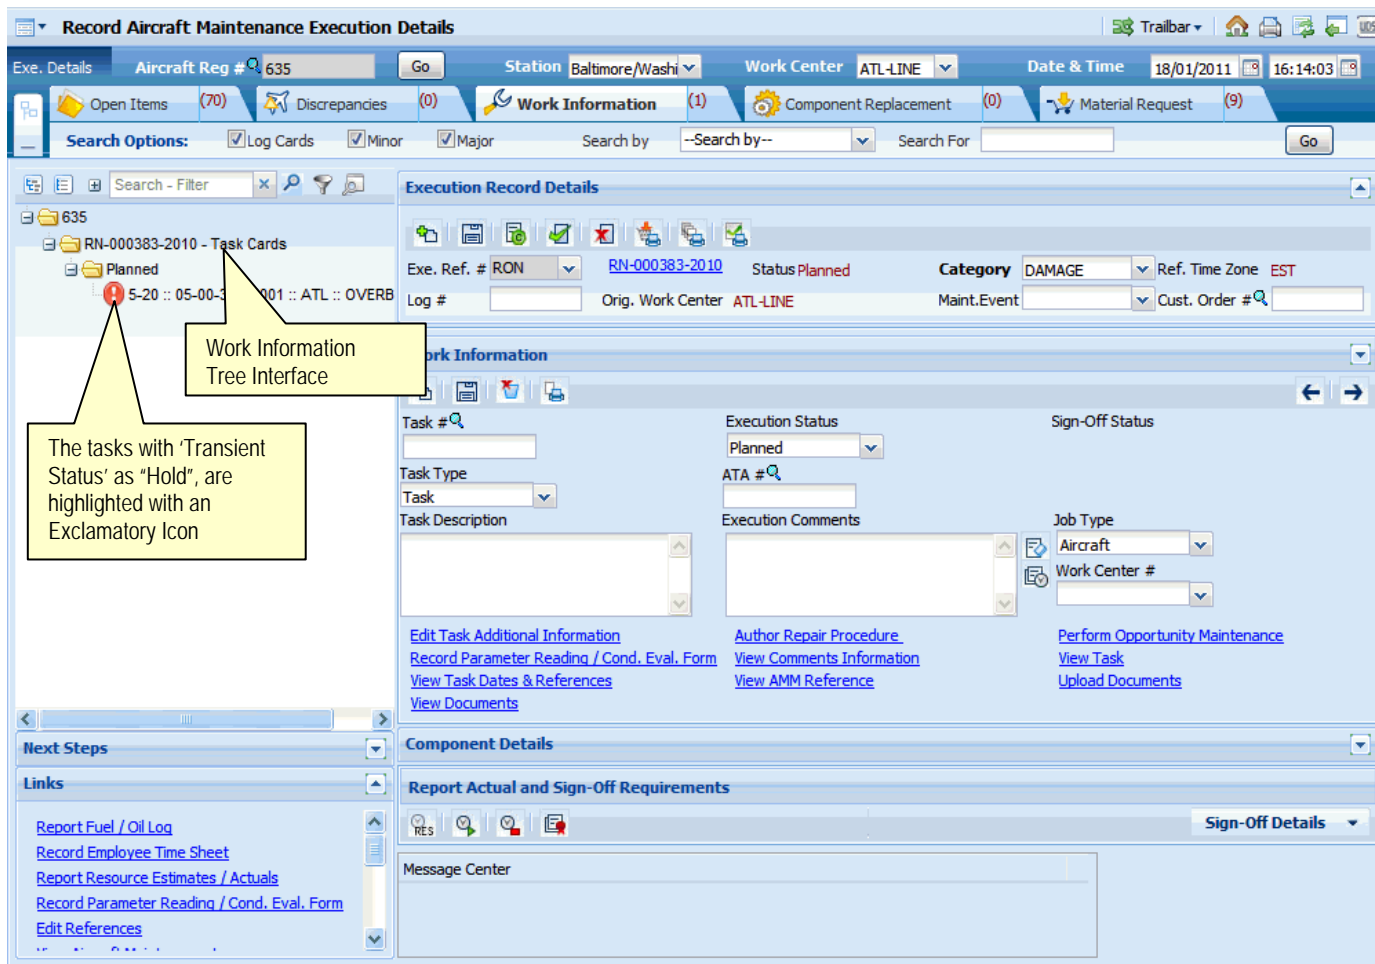 Record Aircraft Maintenance Execution Details
Trailbar
Exe. Details Aircraft Reg # 635 Go Station Baltimore/Washi Work Center ATL-LINE Date & Time 18/01/2011 16:14:03
Open Items (70) Discrepancies (0) Work Information (1) Component Replacement (0) Material Request (9)
Search Options: Log Cards Minor Major Search by --Search by-- Search For Go
Search - Filter
635
RN-000383-2010 - Task Cards
Planned
5-20 :: 05-00-3 001 :: ATL :: OVERB
Work Information
Tree Interface
The tasks with ‘Transient
Status’ as “Hold”, are
highlighted with an
Exclamatory Icon
Execution Record Details
Exe. Ref. # RON RN-000383-2010 Status Planned Category DAMAGE Ref. Time Zone EST
Log # Orig. Work Center ATL-LINE Maint.Event Cust. Order #
ork Information
Task # Execution Status Sign-Off Status
Planned
Task Type ATA #
Task
Task Description Execution Comments Job Type
Aircraft
Work Center #
Edit Task Additional Information Author Repair Procedure Perform Opportunity Maintenance
Record Parameter Reading / Cond. Eval. Form View Comments Information View Task
View Task Dates & References View AMM Reference Upload Documents
View Documents
Next Steps
Links
Report Fuel / Oil Log
Record Employee Time Sheet
Report Resource Estimates / Actuals
Record Parameter Reading / Cond. Eval. Form
Edit References
Component Details
Report Actual and Sign-Off Requirements
RES Sign-Off Details
Message Center